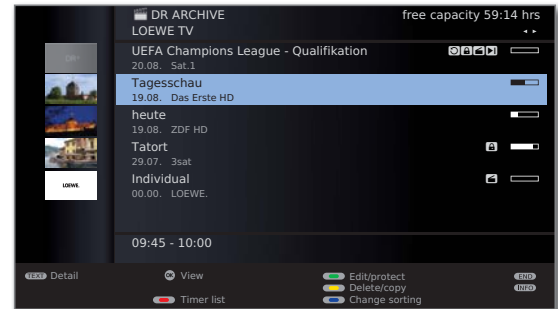 DR ARCHIVE free capacity 59:14 hrs
LOEWE TV
DR+
UEFA Champions League - Qualifikation
20.08. Sat.1
Tagesschau
19.08. Das Erste HD
heute
19.08. ZDF HD
Tatort
29.07. 3sat
LOEWE.
Individual
00.00. LOEWE.
09:45 - 10:00
TEXT Detail OK View Edit/protect END
Delete/copy INFO
Timer list Change sorting